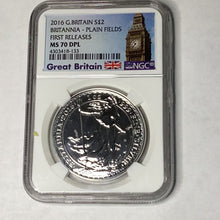 2016 G.BRITAIN S£2
BRITANNIA - PLAIN FIELDS
FIRST RELEASES
MS 70 DPL
4303418-133
Great Britain
NGC